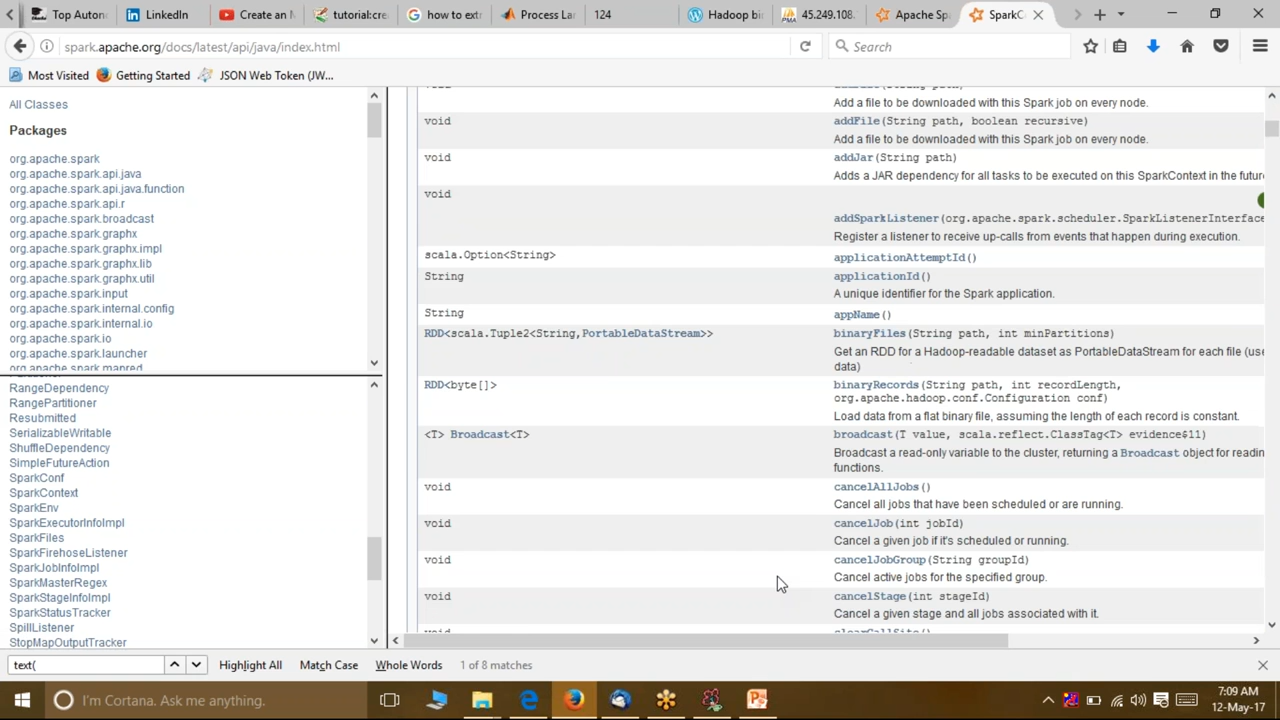 Top Auton
LinkedIn
Create an M
tutorial:cre
how to extr
Process Lan
124
Hadoop bin
45.249.108.
Apache Spa
SparkC
spark.apache.org/docs/latest/api/java/index.html
Search
Most Visited
Getting Started
JSON Web Token (JW...
All Classes
Packages
org.apache.spark
org.apache.spark.api.java
org.apache.spark.api.java.function
org.apache.spark.api.r
org.apache.spark.broadcast
org.apache.spark.graphx
org.apache.spark.graphx.impl
org.apache.spark.graphx.lib
org.apache.spark.graphx.util
org.apache.spark.input
org.apache.spark.internal.config
org.apache.spark.internal.io
org.apache.spark.io
org.apache.spark.launcher
org.apache.spark.mapred
RangeDependency
RangePartitioner
Resubmitted
SerializableWritable
ShuffleDependency
SimpleFutureAction
SparkConf
SparkContext
SparkEnv
SparkExecutorInfoImpl
SparkFiles
SparkFirehoseListener
SparkJobInfoImpl
SparkMasterRegex
SparkStageInfoImpl
SparkStatusTracker
SpillListener
StopMapOutputTracker
Add a file to be downloaded with this Spark job on every node.
void addFile(String path, boolean recursive)
Add a file to be downloaded with this Spark job on every node.
void addJar(String path)
Adds a JAR dependency for all tasks to be executed on this SparkContext in the future
void
addSparkListener(org.apache.spark.scheduler.SparkListenerInterface
Register a listener to receive up-calls from events that happen during execution.
scala.Option<String> applicationAttemptId()
String applicationId()
A unique identifier for the Spark application.
String appName()
RDD<scala.Tuple2<String,PortableDataStream>> binaryFiles(String path, int minPartitions)
Get an RDD for a Hadoop-readable dataset as PortableDataStream for each file (use
data)
RDD<byte[]> binaryRecords(String path, int recordLength,
org.apache.hadoop.conf.Configuration conf)
Load data from a flat binary file, assuming the length of each record is constant.
<T> Broadcast<T> broadcast(T value, scala.reflect.ClassTag<T> evidence$11)
Broadcast a read-only variable to the cluster, returning a Broadcast object for readin
functions.
void cancelAllJobs()
Cancel all jobs that have been scheduled or are running.
void cancelJob(int jobId)
Cancel a given job if it's scheduled or running.
void cancelJobGroup(String groupId)
Cancel active jobs for the specified group.
void cancelStage(int stageId)
Cancel a given stage and all jobs associated with it.
void clearCallSite()
text(
Highlight All
Match Case
Whole Words
1 of 8 matches
I'm Cortana. Ask me anything.
7:09 AM
12-May-17